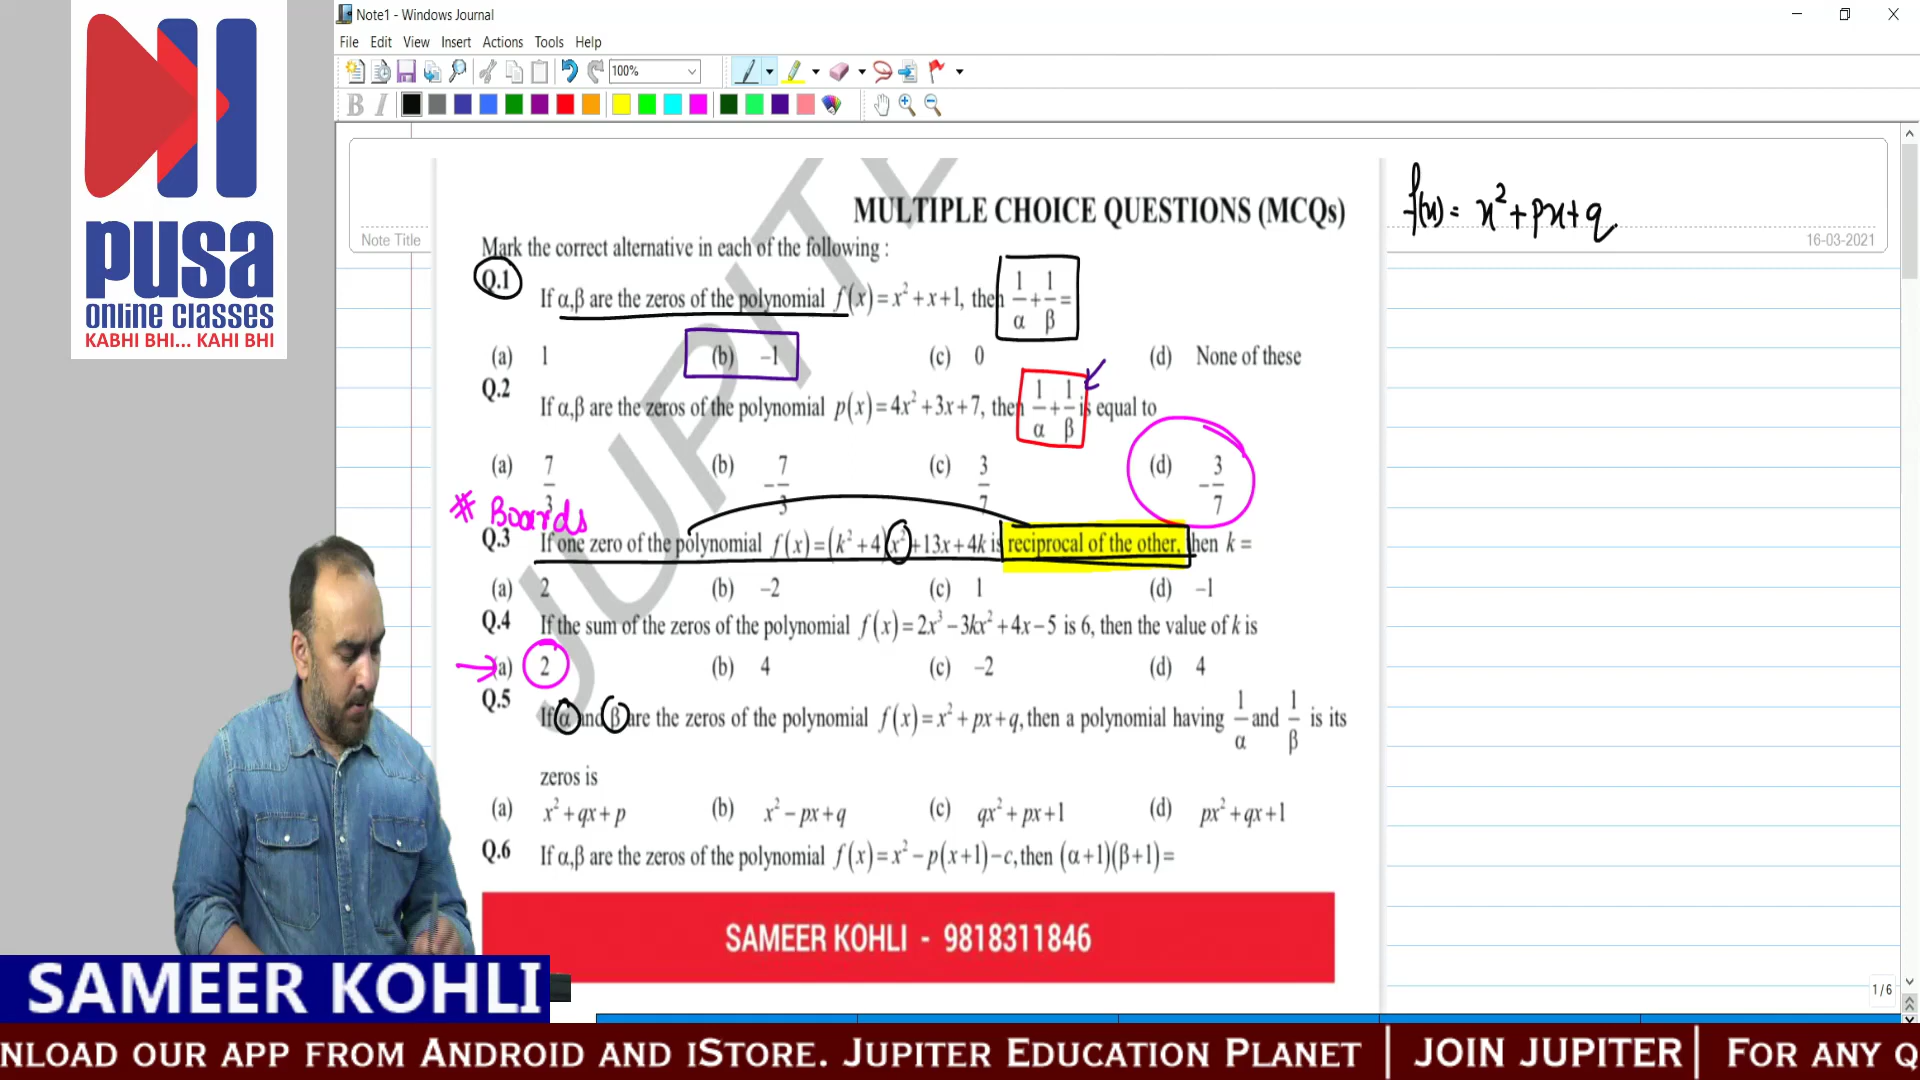 Note1 - Windows Journal
File Edit View Insert Actions Tools Help
100%
B I
PUSA
online classes
KABHI BHI... KAHI BHI
Note Title
16-03-2021
JUPITE
MULTIPLE CHOICE QUESTIONS (MCQs)
f(x) = x² + px + q
Mark the correct alternative in each of the following :
Q.1
If α,β are the zeros of the polynomial f(x) = x² + x + 1, then 1/α + 1/β =
(a) 1 (b) –1 (c) 0 (d) None of these
Q.2
If α,β are the zeros of the polynomial p(x) = 4x² + 3x + 7, then 1/α + 1/β is equal to
(a) 7/3 (b) –7/3 (c) 3/7 (d) –3/7
# Boards
Q.3 If one zero of the polynomial f(x) = (k² + 4) x² + 13x + 4k is reciprocal of the other, then k =
(a) 2 (b) –2 (c) 1 (d) –1
Q.4 If the sum of the zeros of the polynomial f(x) = 2x³ – 3kx² + 4x – 5 is 6, then the value of k is
(a) 2 (b) 4 (c) –2 (d) 4
Q.5 If α and β are the zeros of the polynomial f(x) = x² + px + q, then a polynomial having 1/α and 1/β is its
zeros is
(a) x² + qx + p (b) x² – px + q (c) qx² + px + 1 (d) px² + qx + 1
Q.6 If α,β are the zeros of the polynomial f(x) = x² – p(x + 1) – c, then (α + 1)(β + 1) =
SAMEER KOHLI - 9818311846
1 / 6
SAMEER KOHLI
NLOAD OUR APP FROM ANDROID AND ISTORE. JUPITER EDUCATION PLANET | JOIN JUPITER | FOR ANY Q